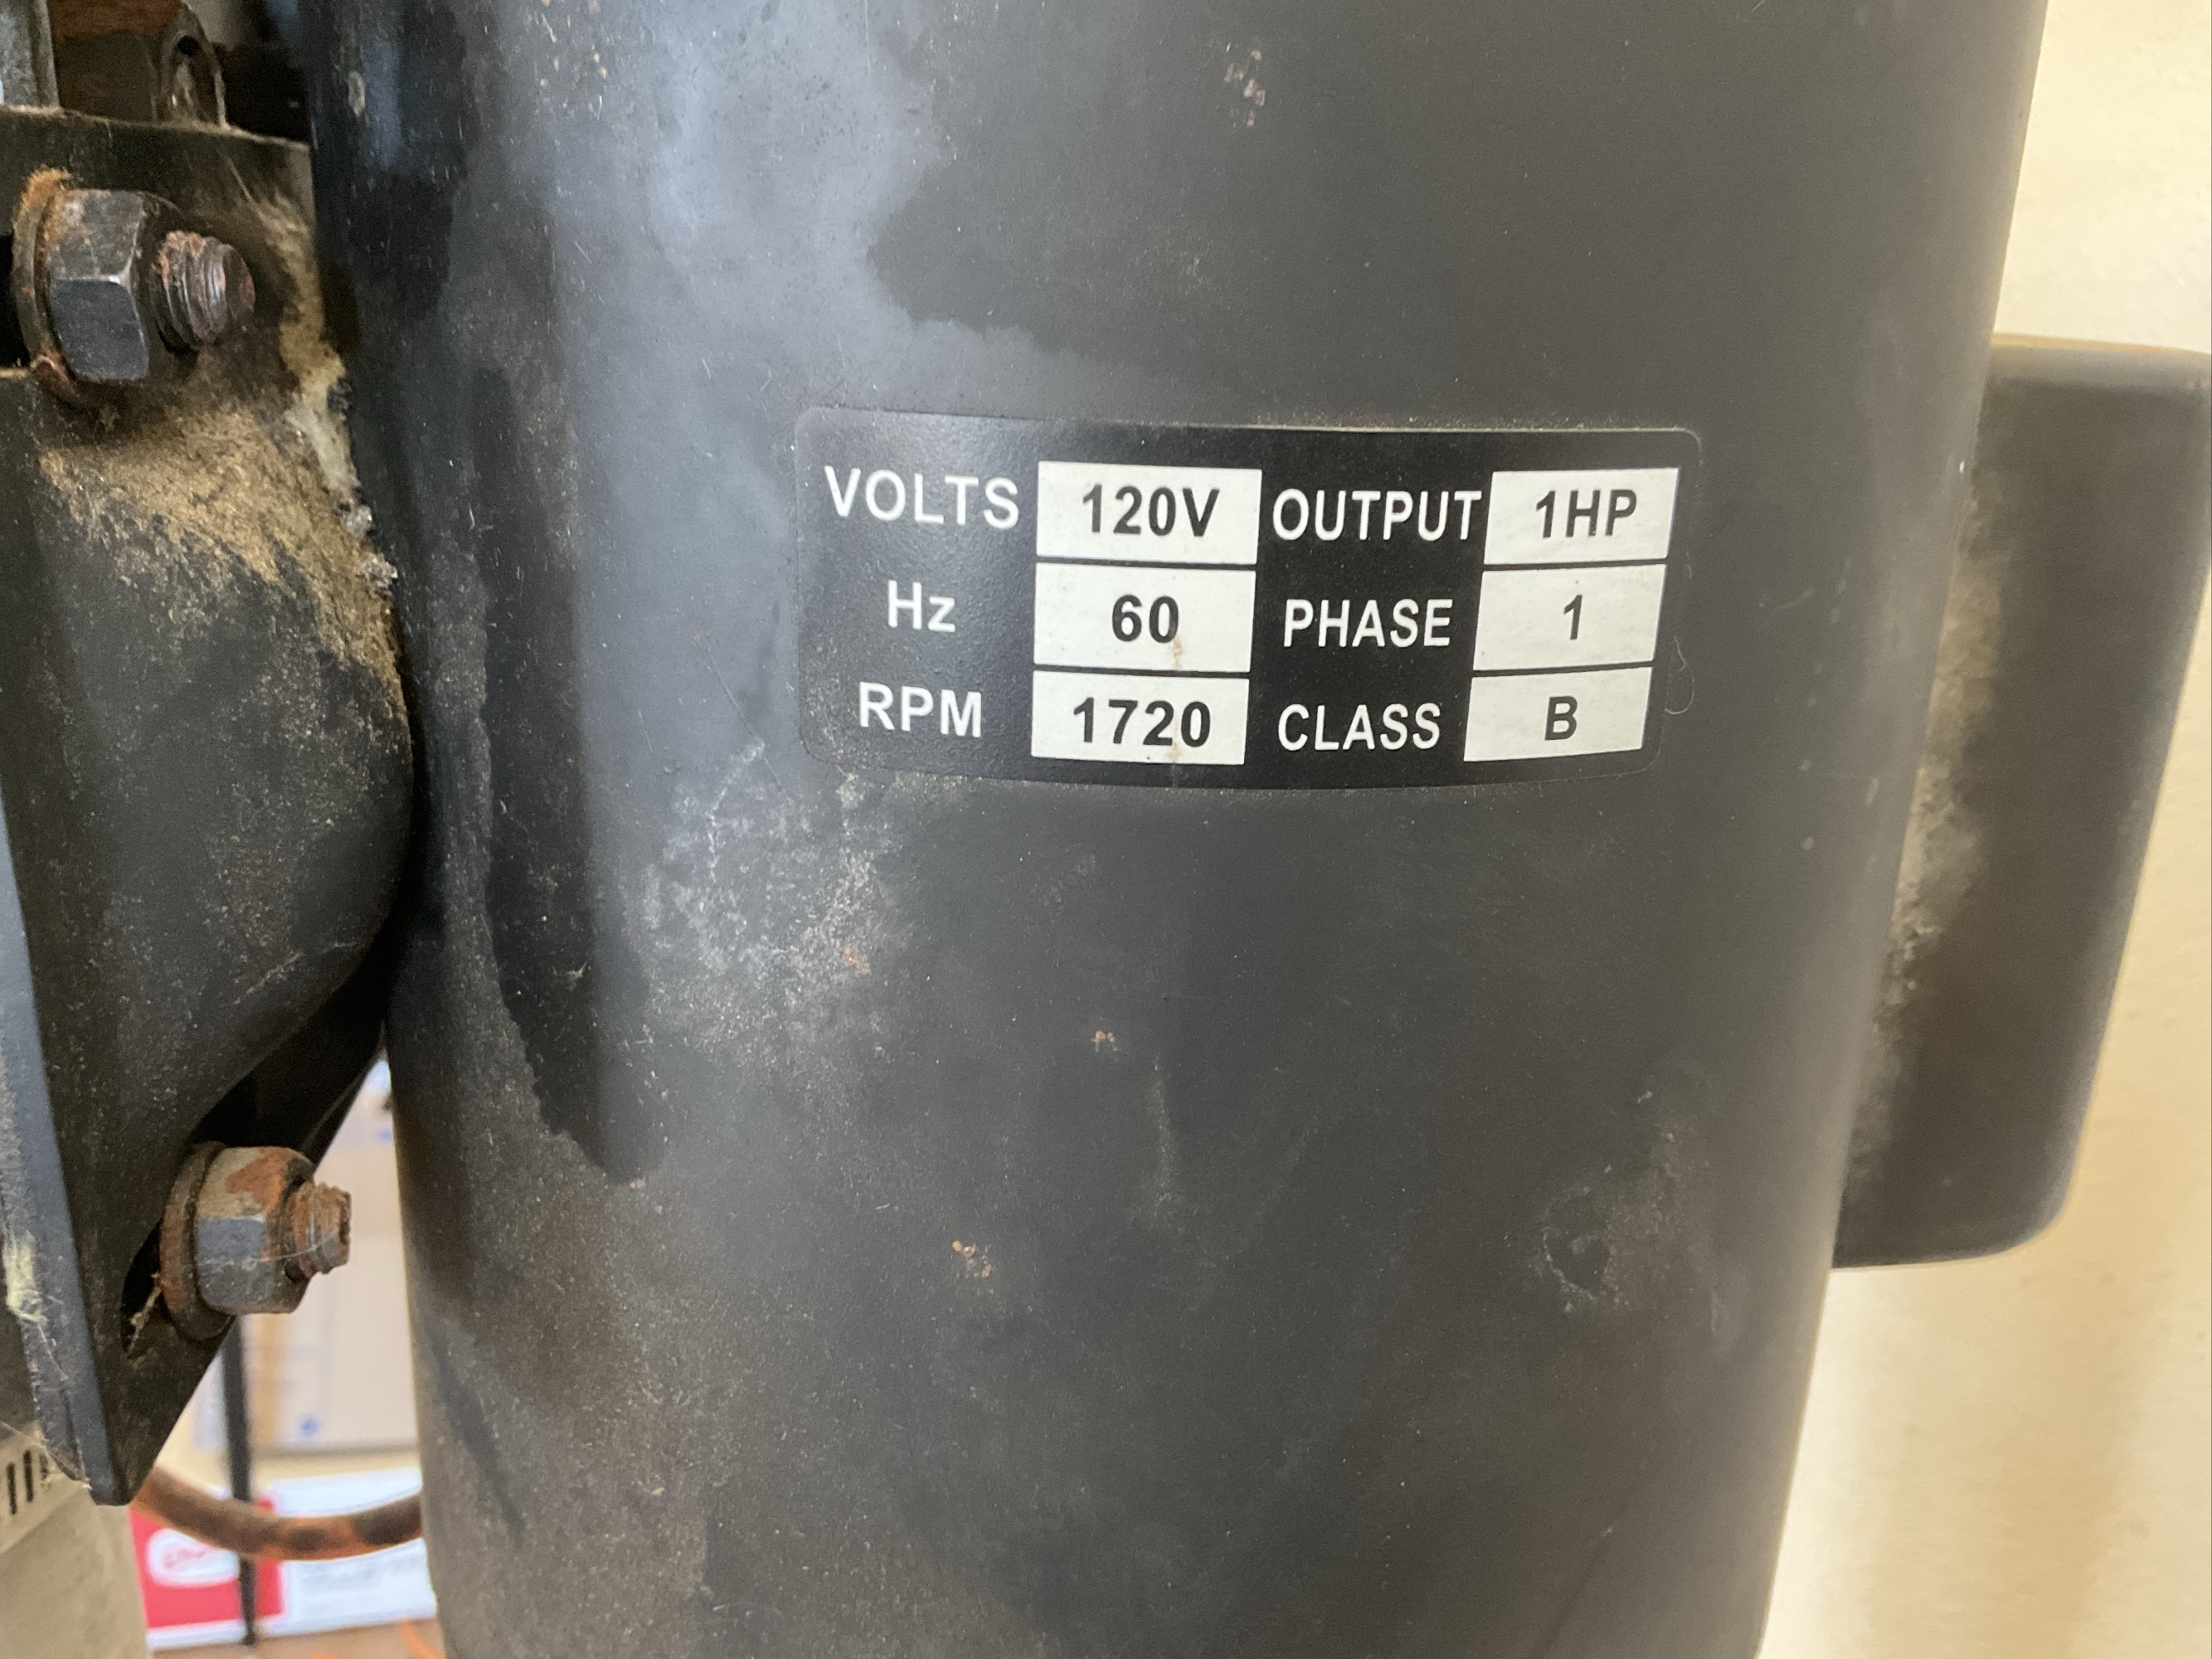 VOLTS 120V OUTPUT 1HP
Hz 60 PHASE 1
RPM 1720 CLASS B